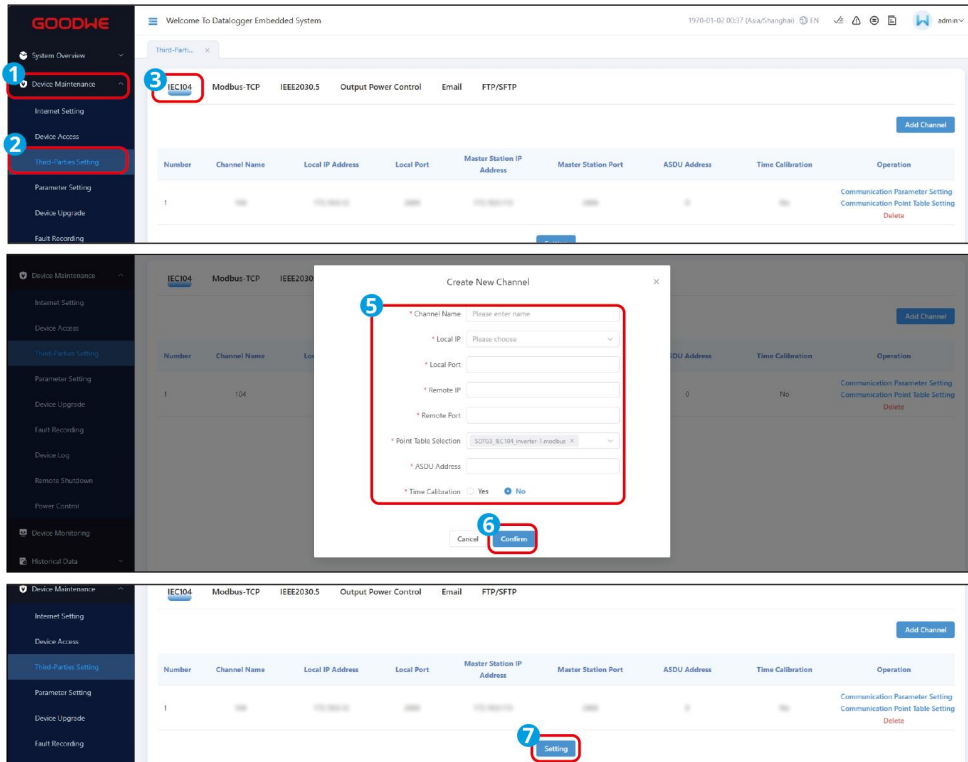 GOODWE
Welcome To Datalogger Embedded System
1970-01-02 00:37 (Asia/Shanghai) EN
admin
System Overview
Third-Parti... ×
1
Device Maintenance
3
IEC104 Modbus-TCP IEEE2030.5 Output Power Control Email FTP/SFTP
Internet Setting
Add Channel
Device Access
2
Third-Parties Setting
Number Channel Name Local IP Address Local Port Master Station IP Address Master Station Port ASDU Address Time Calibration Operation
Parameter Setting
1
Communication Parameter Setting
Communication Point Table Setting
Delete
Device Upgrade
Fault Recording
Device Maintenance
IEC104 Modbus-TCP IEEE2030
Create New Channel ×
Internet Setting
5
* Channel Name Please enter name
Add Channel
Device Access
* Local IP Please choose
Third-Parties Setting
Number Channel Name Loc
* Local Port
ASDU Address Time Calibration Operation
Parameter Setting
* Remote IP
1 104
0 No
Communication Parameter Setting
Communication Point Table Setting
Delete
Device Upgrade
* Remote Port
Fault Recording
* Point Table Selection
Device Log
* ASDU Address
Remote Shutdown
* Time Calibration Yes No
Power Control
6
Cancel Confirm
Device Monitoring
Historical Data
Device Maintenance
IEC104 Modbus-TCP IEEE2030.5 Output Power Control Email FTP/SFTP
Internet Setting
Add Channel
Device Access
Third-Parties Setting
Number Channel Name Local IP Address Local Port Master Station IP Address Master Station Port ASDU Address Time Calibration Operation
Parameter Setting
1
Communication Parameter Setting
Communication Point Table Setting
Delete
Device Upgrade
7
Setting
Fault Recording